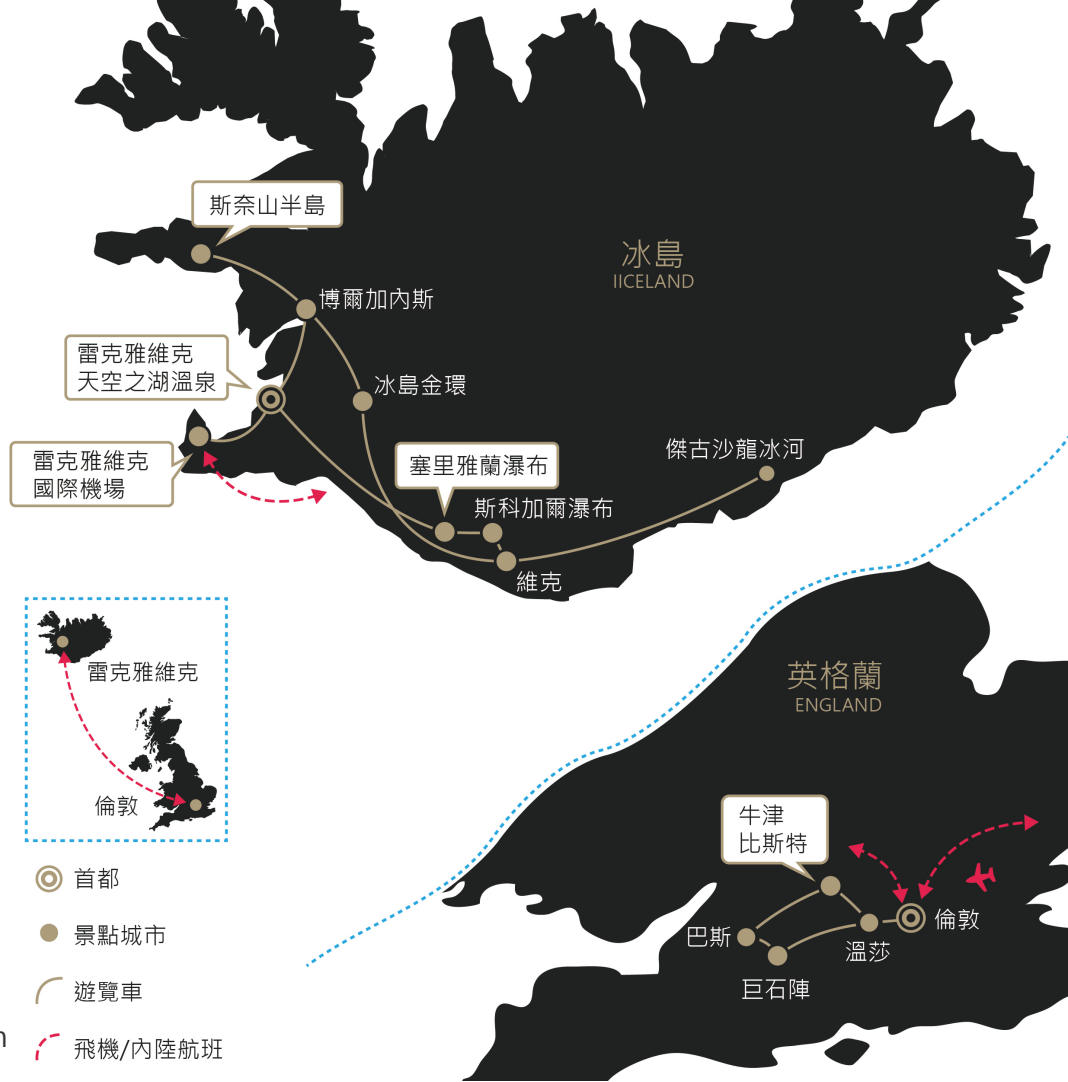 斯奈山半島
冰島
IICELAND
博爾加內斯
雷克雅維克
天空之湖溫泉
冰島金環
傑古沙龍冰河
雷克雅維克
國際機場
塞里雅蘭瀑布
斯科加爾瀑布
維克
雷克雅維克
倫敦
英格蘭
ENGLAND
牛津
比斯特
倫敦
巴斯
溫莎
巨石陣
首都
景點城市
遊覽車
n
飛機/內陸航班